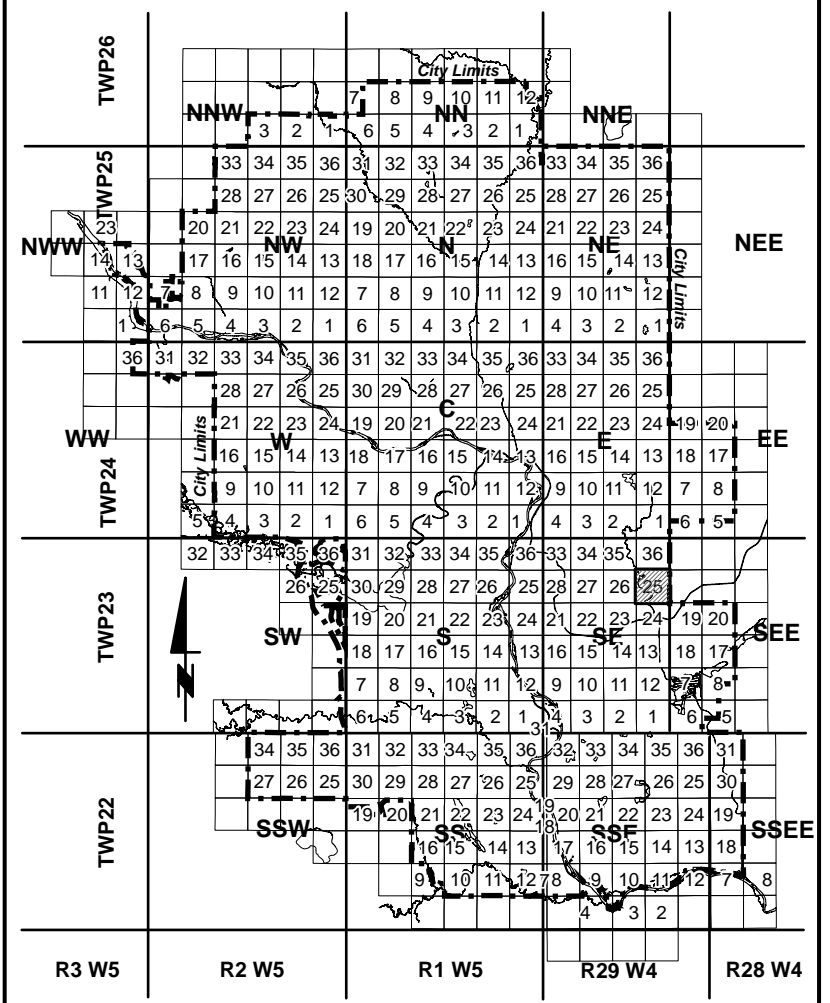 TWP26
City Limits
7 8 9 10 11 12
NNW NN NNE
3 2 1 6 5 4 3 2 1
TWP25
33 34 35 36 31 32 33 34 35 36 33 34 35 36
28 27 26 25 30 29 28 27 26 25 28 27 26 25
23 20 21 22 23 24 19 20 21 22 23 24 21 22 23 24
NWW NW N NE NEE
14 13 17 16 15 14 13 18 17 16 15 14 13 16 15 14 13
City Limits
11 12 7 8 9 10 11 12 7 8 9 10 11 12 9 10 11 12
1 6 5 4 3 2 1 6 5 4 3 2 1 4 3 2 1
36 31 32 33 34 35 36 31 32 33 34 35 36 33 34 35 36
28 27 26 25 30 29 28 27 26 25 28 27 26 25
C
21 22 23 24 19 20 21 22 23 24 21 22 23 24 19 20
WW W E EE
16 15 14 13 18 17 16 15 14 13 16 15 14 13 18 17
City Limits
TWP24
9 10 11 12 7 8 9 10 11 12 9 10 11 12 7 8
5 4 3 2 1 6 5 4 3 2 1 4 3 2 1 6 5
32 33 34 35 36 31 32 33 34 35 36 33 34 35 36
26 25 30 29 28 27 26 25 28 27 26 25
TWP23
19 20 21 22 23 24 21 22 23 24 19 20
SW S SE SEE
18 17 16 15 14 13 16 15 14 13 18 17
N
7 8 9 10 11 12 9 10 11 12 7 8
6 5 4 3 2 1 4 3 2 1 6 5
31
34 35 36 31 32 33 34 35 36 32 33 34 35 36 31
27 26 25 30 29 28 27 26 25 29 28 27 26 25 30
TWP22
19
19 20 21 22 23 24 20 21 22 23 24 19
SSW SS 18 SSE SSEE
16 15 14 13 17 16 15 14 13 18
9 10 11 12 7 8 9 10 11 12 7 8
4 3 2
R3 W5 R2 W5 R1 W5 R29 W4 R28 W4